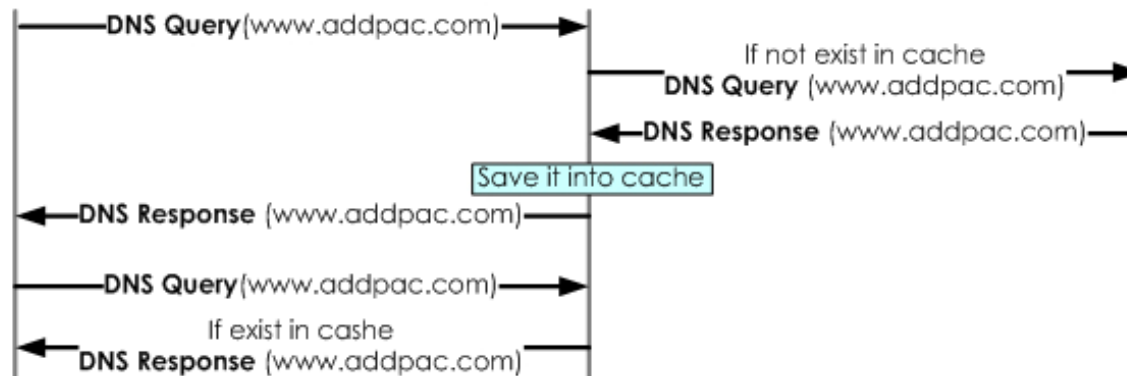 DNS Query(www.addpac.com)
If not exist in cache
DNS Query (www.addpac.com)
DNS Response (www.addpac.com)
Save it into cache
DNS Response (www.addpac.com)
DNS Query(www.addpac.com)
If exist in cashe
DNS Response (www.addpac.com)